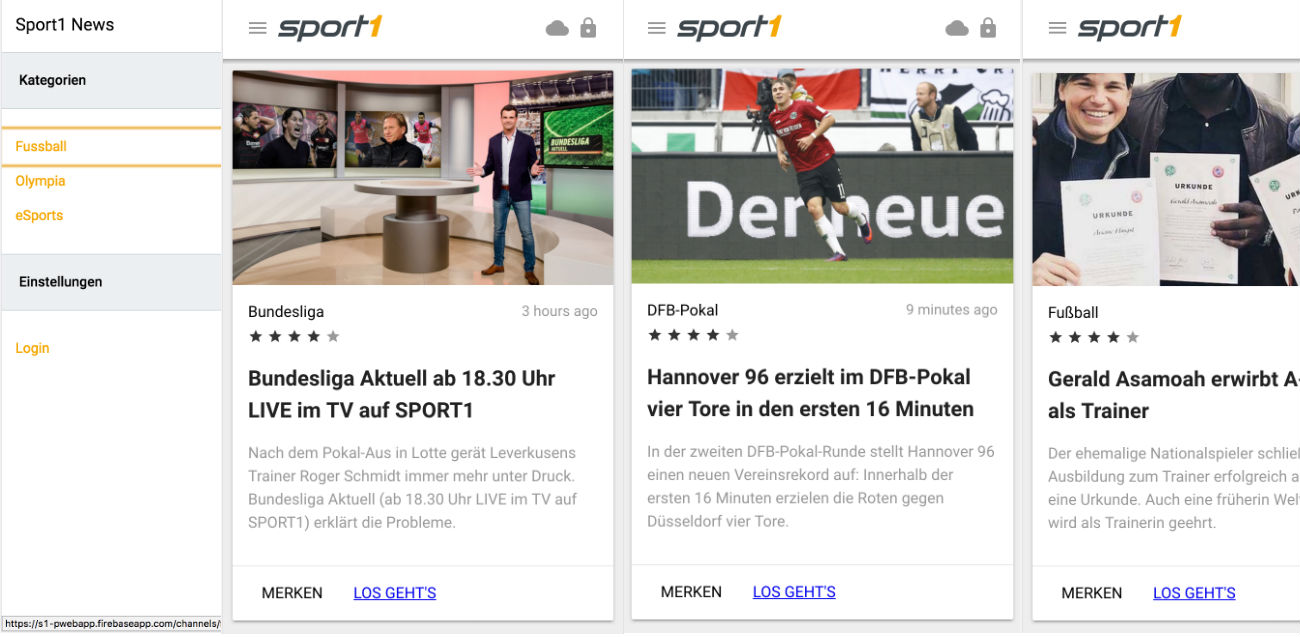 Sport1 News
Kategorien
Fussball
Olympia
eSports
Einstellungen
Login
https://s1-pwebapp.firebaseapp.com/channels/
sport1
BUNDESLIGA
AKTUELL
Bundesliga
3 hours ago
Bundesliga Aktuell ab 18.30 Uhr
LIVE im TV auf SPORT1
Nach dem Pokal-Aus in Lotte gerät Leverkusens
Trainer Roger Schmidt immer mehr unter Druck.
Bundesliga Aktuell (ab 18.30 Uhr LIVE im TV auf
SPORT1) erklärt die Probleme.
MERKEN
LOS GEHT'S
sport1
Der neue
11
DFB-Pokal
9 minutes ago
Hannover 96 erzielt im DFB-Pokal
vier Tore in den ersten 16 Minuten
In der zweiten DFB-Pokal-Runde stellt Hannover 96
einen neuen Vereinsrekord auf: Innerhalb der
ersten 16 Minuten erzielen die Roten gegen
Düsseldorf vier Tore.
MERKEN
LOS GEHT'S
sport1
URKUNDE
URKUNDE
Gerald Asamoah
Fußball
Gerald Asamoah erwirbt A-
als Trainer
Der ehemalige Nationalspieler schlie
Ausbildung zum Trainer erfolgreich a
eine Urkunde. Auch eine früherin Wel
wird als Trainerin geehrt.
MERKEN
LOS GEHT'S